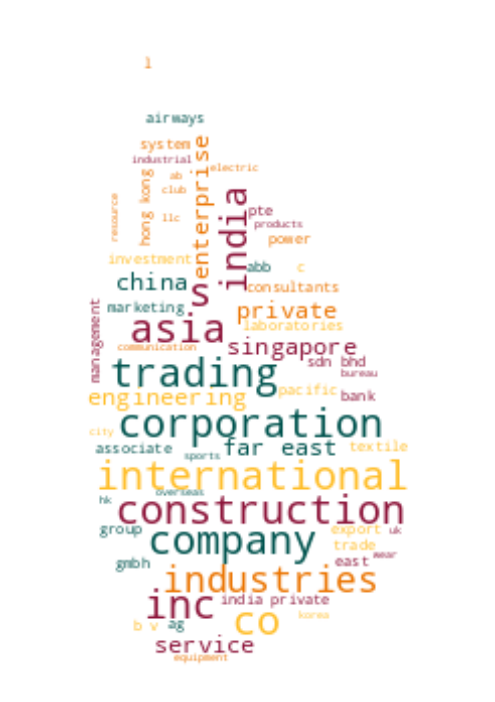 l
airways
system
enterprise
industrial
electric
ab
hong kong
club
india
resource
pte
llc
products
power
investment
abb
c
china
s
consultants
marketing
private
management
asia
laboratories
communication
singapore
trading
sdn bhd
bureau
engineering
pacific
bank
corporation
city
associate
far east
textile
sports
international
overseas
hk
construction
group
company
export
uk
trade
wear
gmbh
east
industries
inc
india private
co
korea
b v
ag
service
equipment